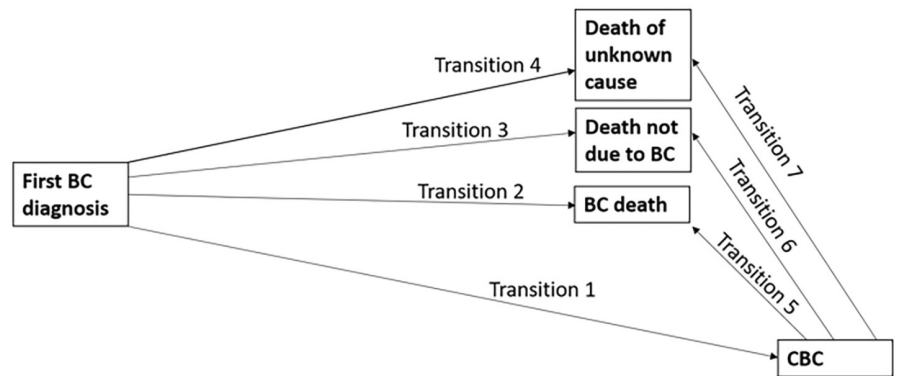 Death of
unknown
cause
Transition 4
Transition 3
Death not
due to BC
First BC
diagnosis
Transition 2
BC death
Transition 1
Transition 5
Transition 6
Transition 7
CBC